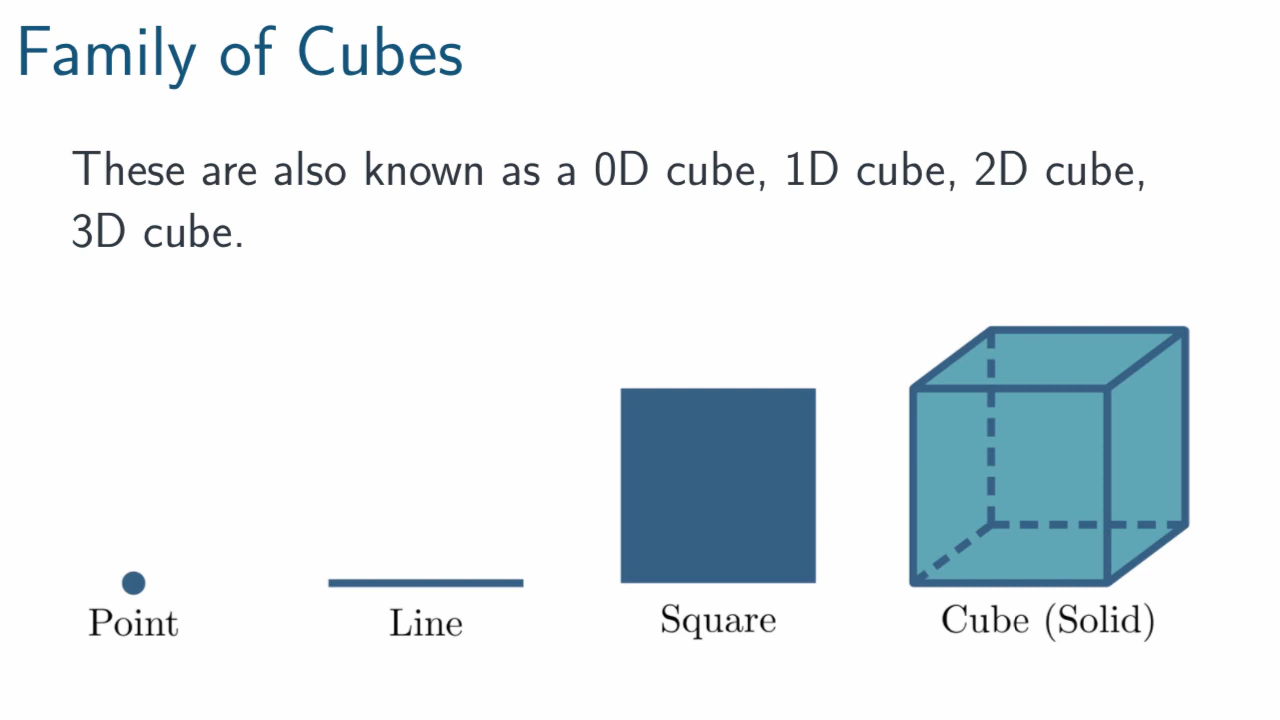 Family of Cubes
These are also known as a 0D cube, 1D cube, 2D cube,
3D cube.
Point
Line
Square
Cube (Solid)